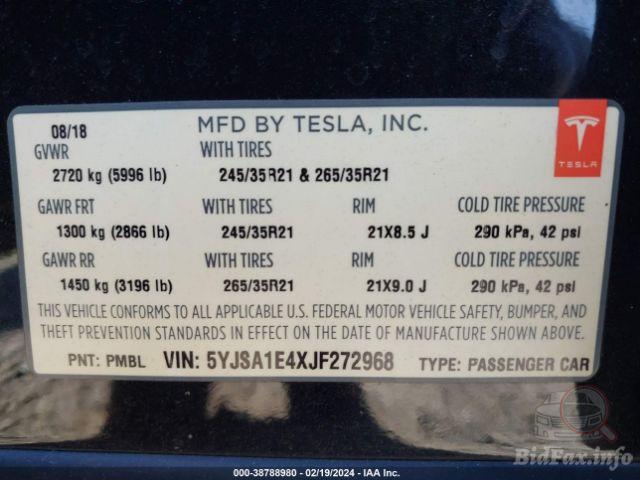 08/18 MFD BY TESLA, INC.
GVWR WITH TIRES
TESLA
2720 kg (5996 lb) 245/35R21 & 265/35R21
GAWR FRT WITH TIRES RIM COLD TIRE PRESSURE
1300 kg (2866 lb) 245/35R21 21X8.5 J 290 kPa, 42 psi
GAWR RR WITH TIRES RIM COLD TIRE PRESSURE
1450 kg (3196 lb) 265/35R21 21X9.0 J 290 kPa, 42 psi
THIS VEHICLE CONFORMS TO ALL APPLICABLE U.S. FEDERAL MOTOR VEHICLE SAFETY, BUMPER, AND
THEFT PREVENTION STANDARDS IN EFFECT ON THE DATE OF MANUFACTURE SHOWN ABOVE.
PNT: PMBL VIN: 5YJSA1E4XJF272968 TYPE: PASSENGER CAR
BidFax.info
000-38788980 - 02/19/2024 - IAA Inc.